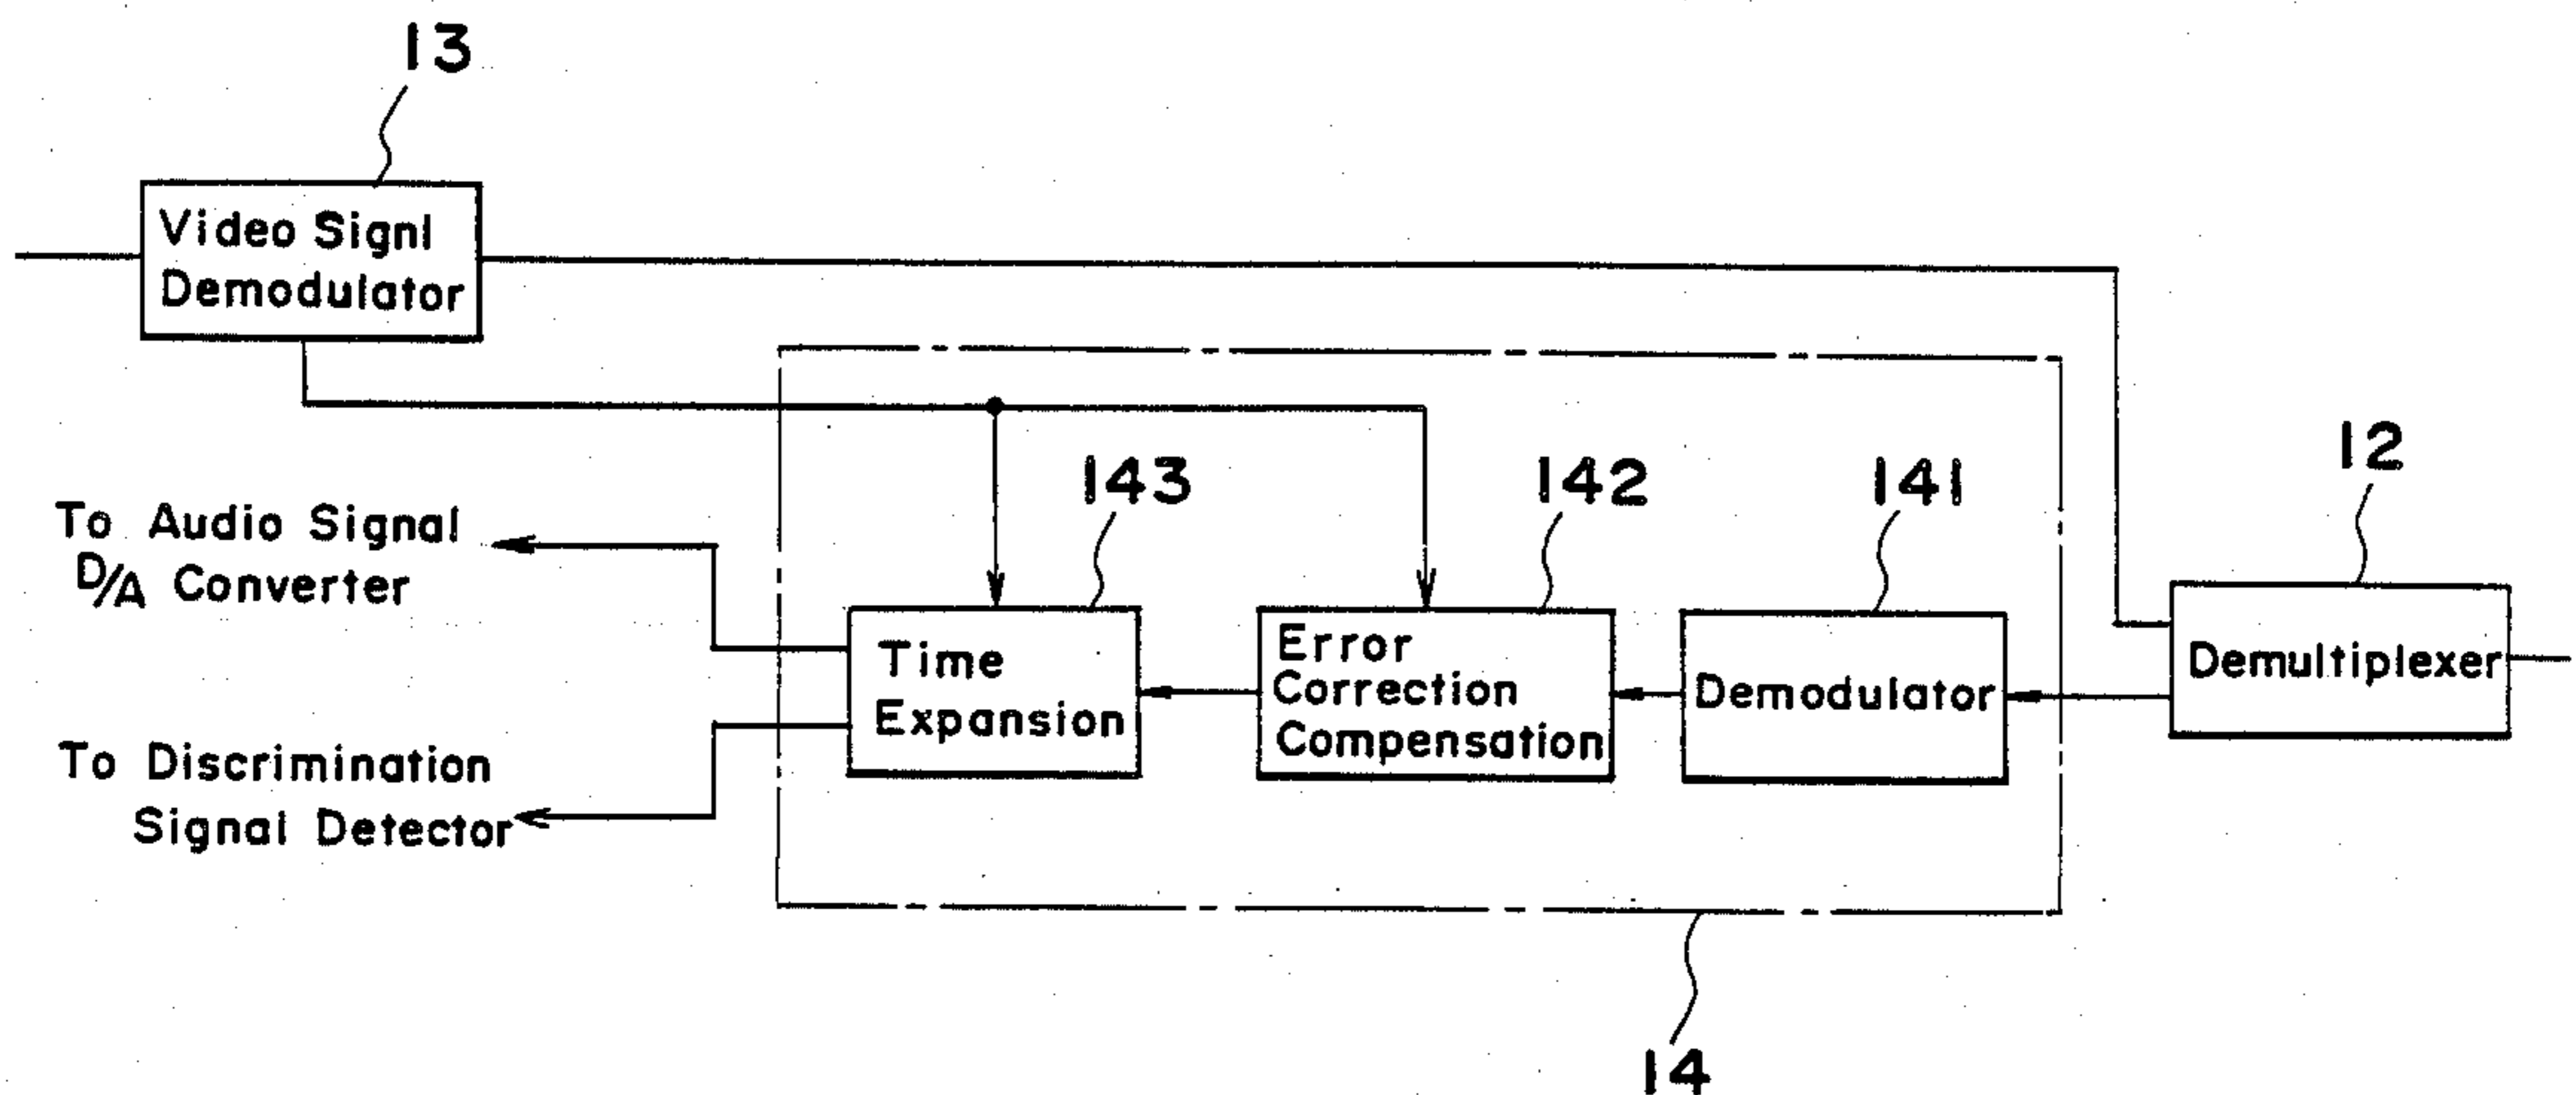 13
Video Signl
Demodulator
To Audio Signal
D/A Converter
To Discrimination
Signal Detector
143
Time
Expansion
142
Error
Correction
Compensation
141
Demodulator
12
Demultiplexer
14